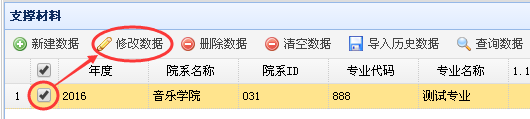 支撑材料
新建数据 修改数据 删除数据 清空数据 导入历史数据 查询数据
年度 院系名称 院系ID 专业代码 专业名称 1.1
1 2016 音乐学院 031 888 测试专业